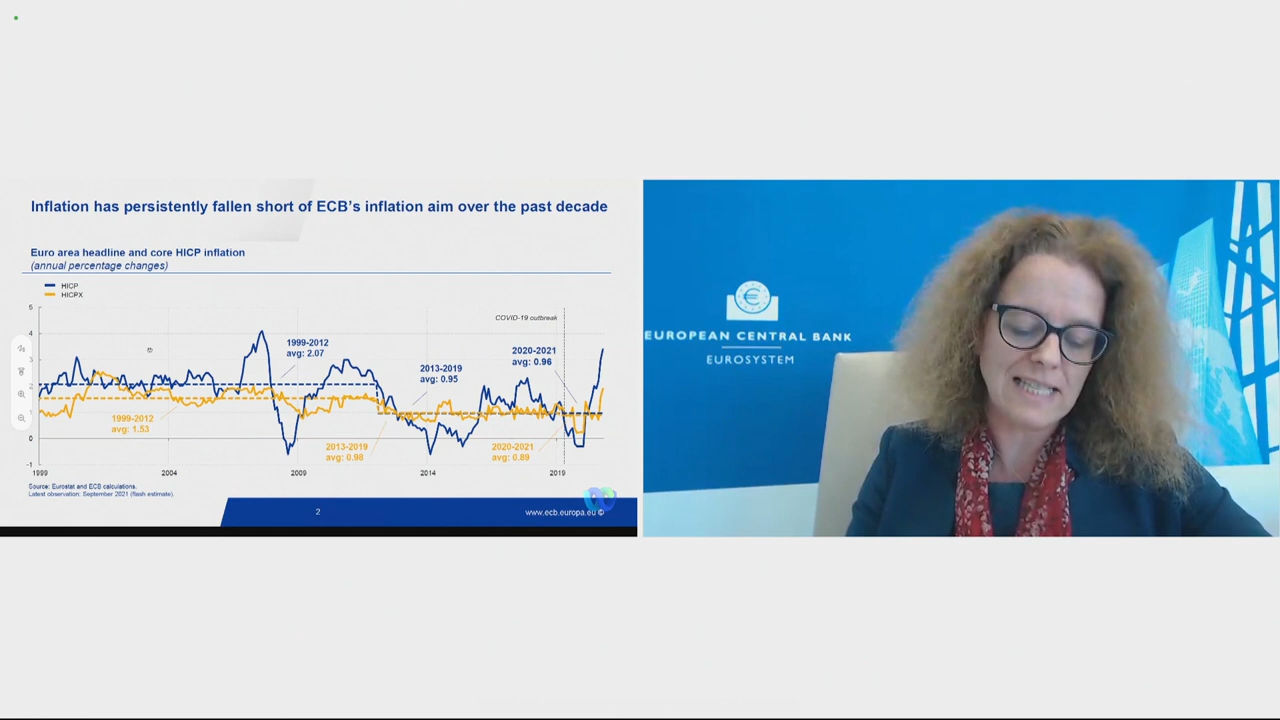 Inflation has persistently fallen short of ECB's inflation aim over the past decade
Euro area headline and core HICP inflation
(annual percentage changes)
HICP
HICPX
5
4
3
2
1
0
-1
COVID-19 outbreak
1999-2012
avg: 2.07
2013-2019
avg: 0.95
2020-2021
avg: 0.96
1999-2012
avg: 1.53
2013-2019
avg: 0.98
2020-2021
avg: 0.89
1999
2004
2009
2014
2019
Source: Eurostat and ECB calculations.
Latest observation: September 2021 (flash estimate).
2
www.ecb.europa.eu ©
EUROPEAN CENTRAL BANK
EUROSYSTEM